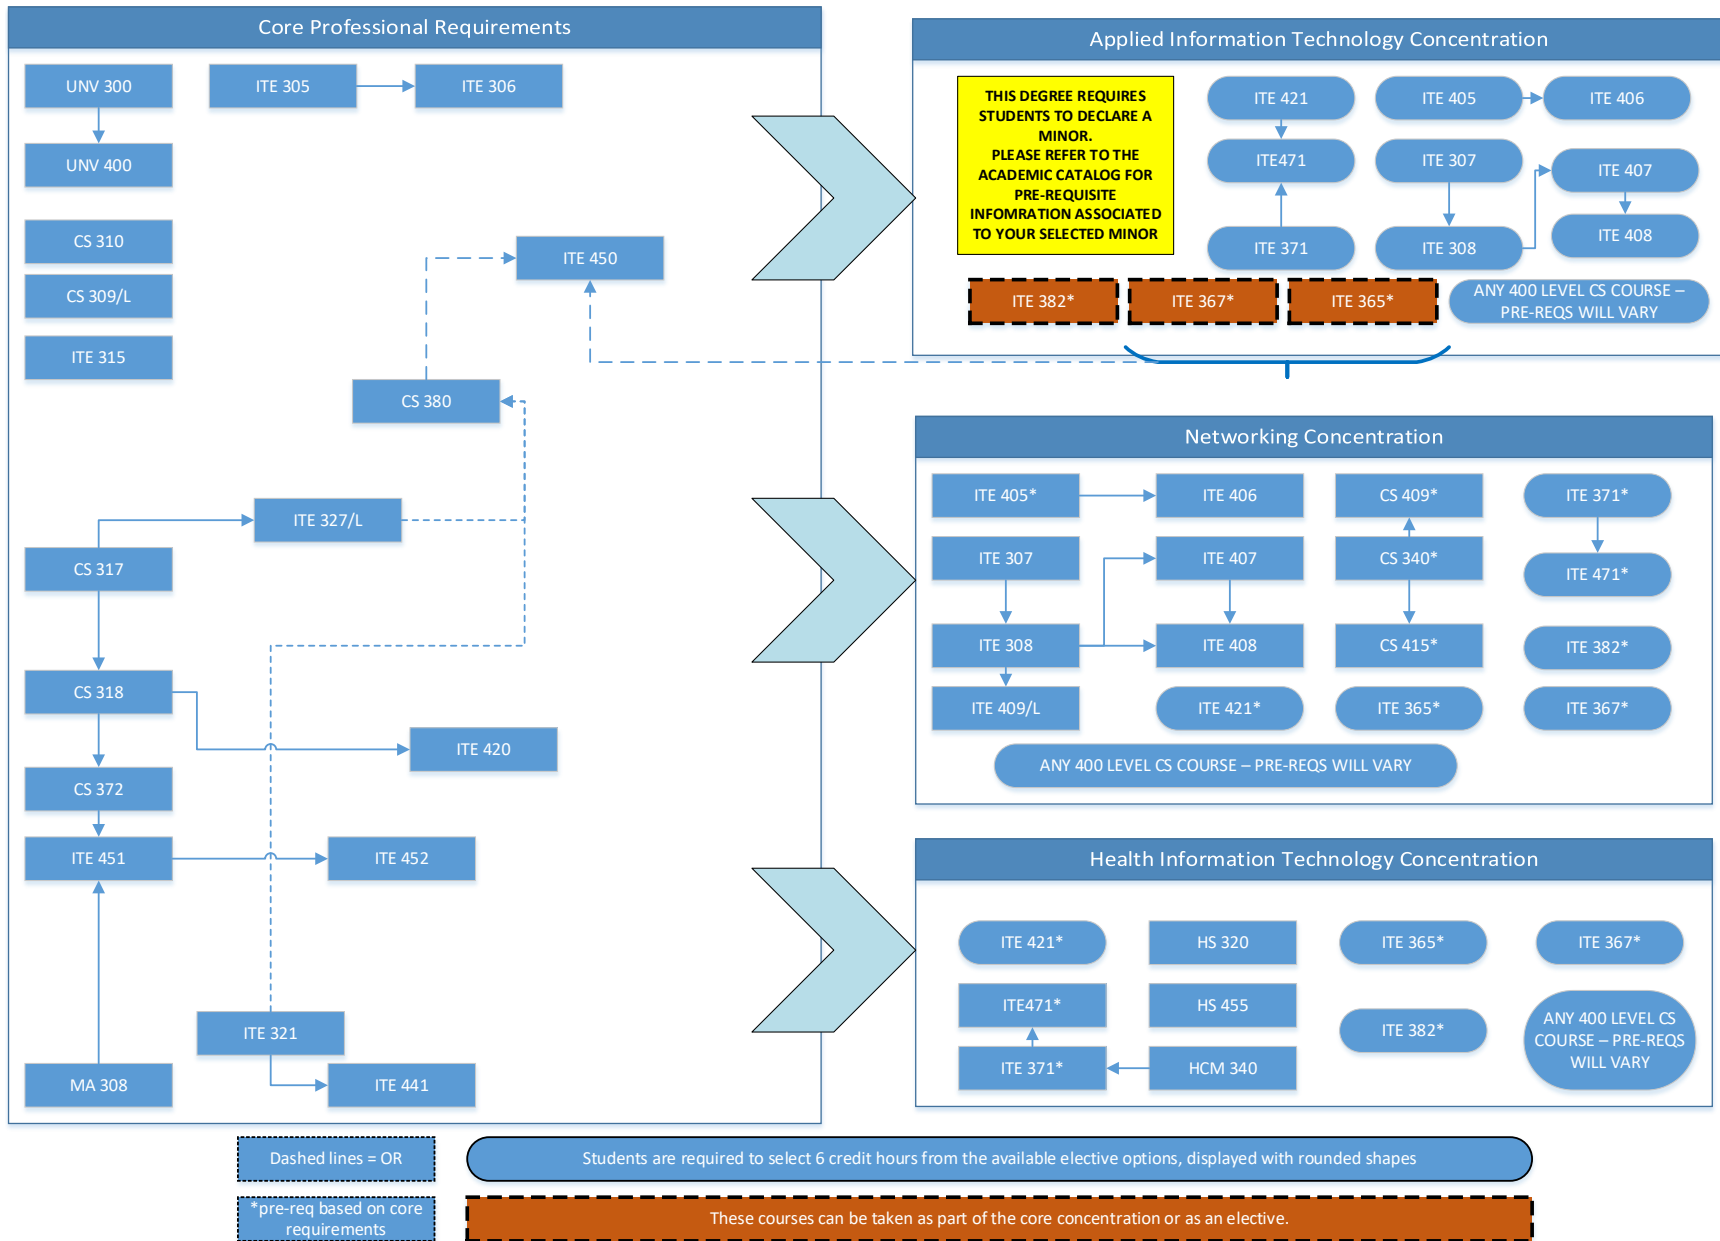 Core Professional Requirements
UNV 300
ITE 305
ITE 306
UNV 400
CS 310
CS 309/L
ITE 315
ITE 450
CS 380
ITE 327/L
CS 317
CS 318
ITE 420
CS 372
ITE 451
ITE 452
ITE 321
MA 308
ITE 441
Applied Information Technology Concentration
THIS DEGREE REQUIRES
STUDENTS TO DECLARE A
MINOR.
PLEASE REFER TO THE
ACADEMIC CATALOG FOR
PRE-REQUISITE
INFOMRATION ASSOCIATED
TO YOUR SELECTED MINOR
ITE 421
ITE 405
ITE 406
ITE471
ITE 307
ITE 407
ITE 371
ITE 308
ITE 408
ITE 382*
ITE 367*
ITE 365*
ANY 400 LEVEL CS COURSE –
PRE-REQS WILL VARY
Networking Concentration
ITE 405*
ITE 406
CS 409*
ITE 371*
ITE 307
ITE 407
CS 340*
ITE 471*
ITE 308
ITE 408
CS 415*
ITE 382*
ITE 409/L
ITE 421*
ITE 365*
ITE 367*
ANY 400 LEVEL CS COURSE – PRE-REQS WILL VARY
Health Information Technology Concentration
ITE 421*
HS 320
ITE 365*
ITE 367*
ITE471*
HS 455
ITE 382*
ANY 400 LEVEL CS
COURSE – PRE-REQS
WILL VARY
ITE 371*
HCM 340
Dashed lines = OR
Students are required to select 6 credit hours from the available elective options, displayed with rounded shapes
*pre-req based on core
requirements
These courses can be taken as part of the core concentration or as an elective.